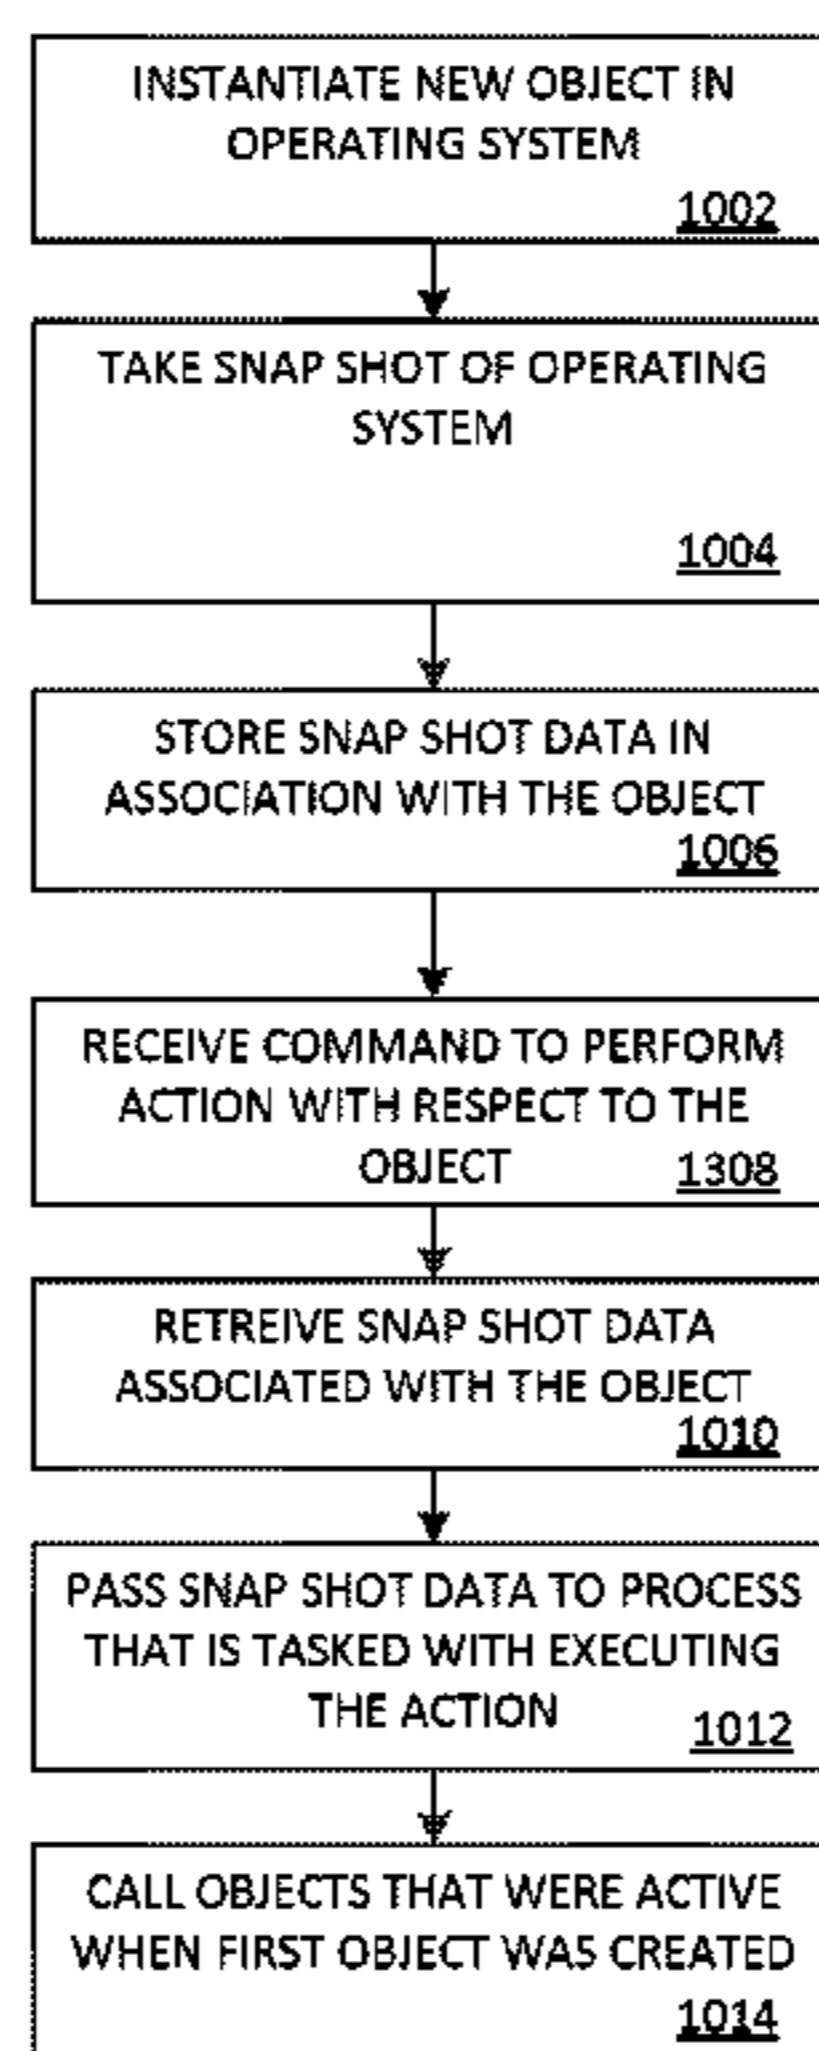 INSTANTIATE NEW OBJECT IN
OPERATING SYSTEM
1002
TAKE SNAP SHOT OF OPERATING
SYSTEM
1004
STORE SNAP SHOT DATA IN
ASSOCIATION WITH THE OBJECT
1006
RECEIVE COMMAND TO PERFORM
ACTION WITH RESPECT TO THE
OBJECT 1308
RETREIVE SNAP SHOT DATA
ASSOCIATED WITH THE OBJECT
1010
PASS SNAP SHOT DATA TO PROCESS
THAT IS TASKED WITH EXECUTING
THE ACTION 1012
CALL OBJECTS THAT WERE ACTIVE
WHEN FIRST OBJECT WAS CREATED
1014